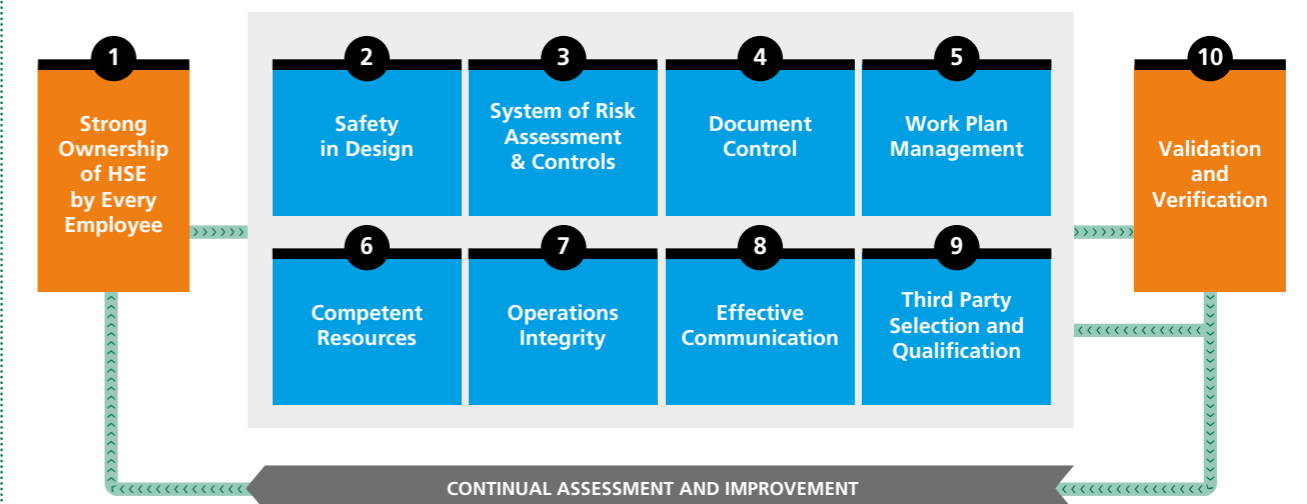 1
Strong
Ownership
of HSE
by Every
Employee
2
Safety
in Design
3
System of Risk
Assessment
& Controls
4
Document
Control
5
Work Plan
Management
6
Competent
Resources
7
Operations
Integrity
8
Effective
Communication
9
Third Party
Selection and
Qualification
10
Validation
and
Verification
CONTINUAL ASSESSMENT AND IMPROVEMENT